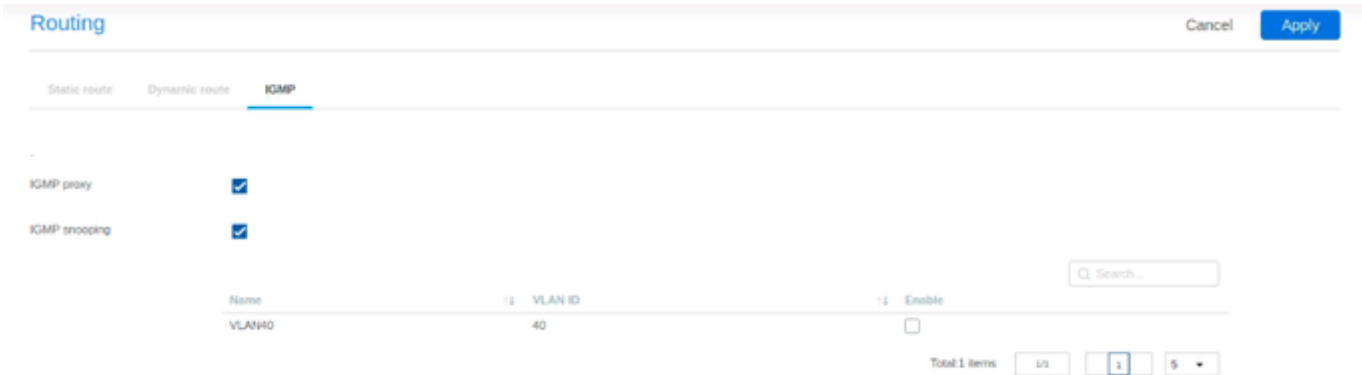 Routing
Cancel Apply
Static route Dynamic route IGMP
IGMP proxy
IGMP snooping
Search...
Name VLAN ID Enable
VLAN40 40
Total:1 items 1/1 1 5